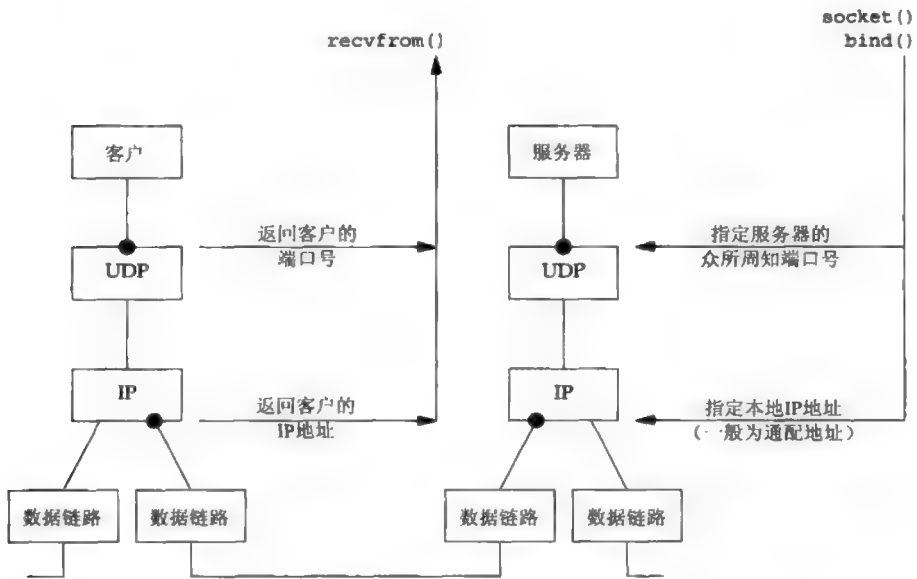 socket()
recvfrom()
bind()
客户
服务器
返回客户的
端口号
指定服务器的
众所周知端口号
UDP
UDP
IP
IP
返回客户的
IP地址
指定本地IP地址
（一般为通配地址）
数据链路
数据链路
数据链路
数据链路